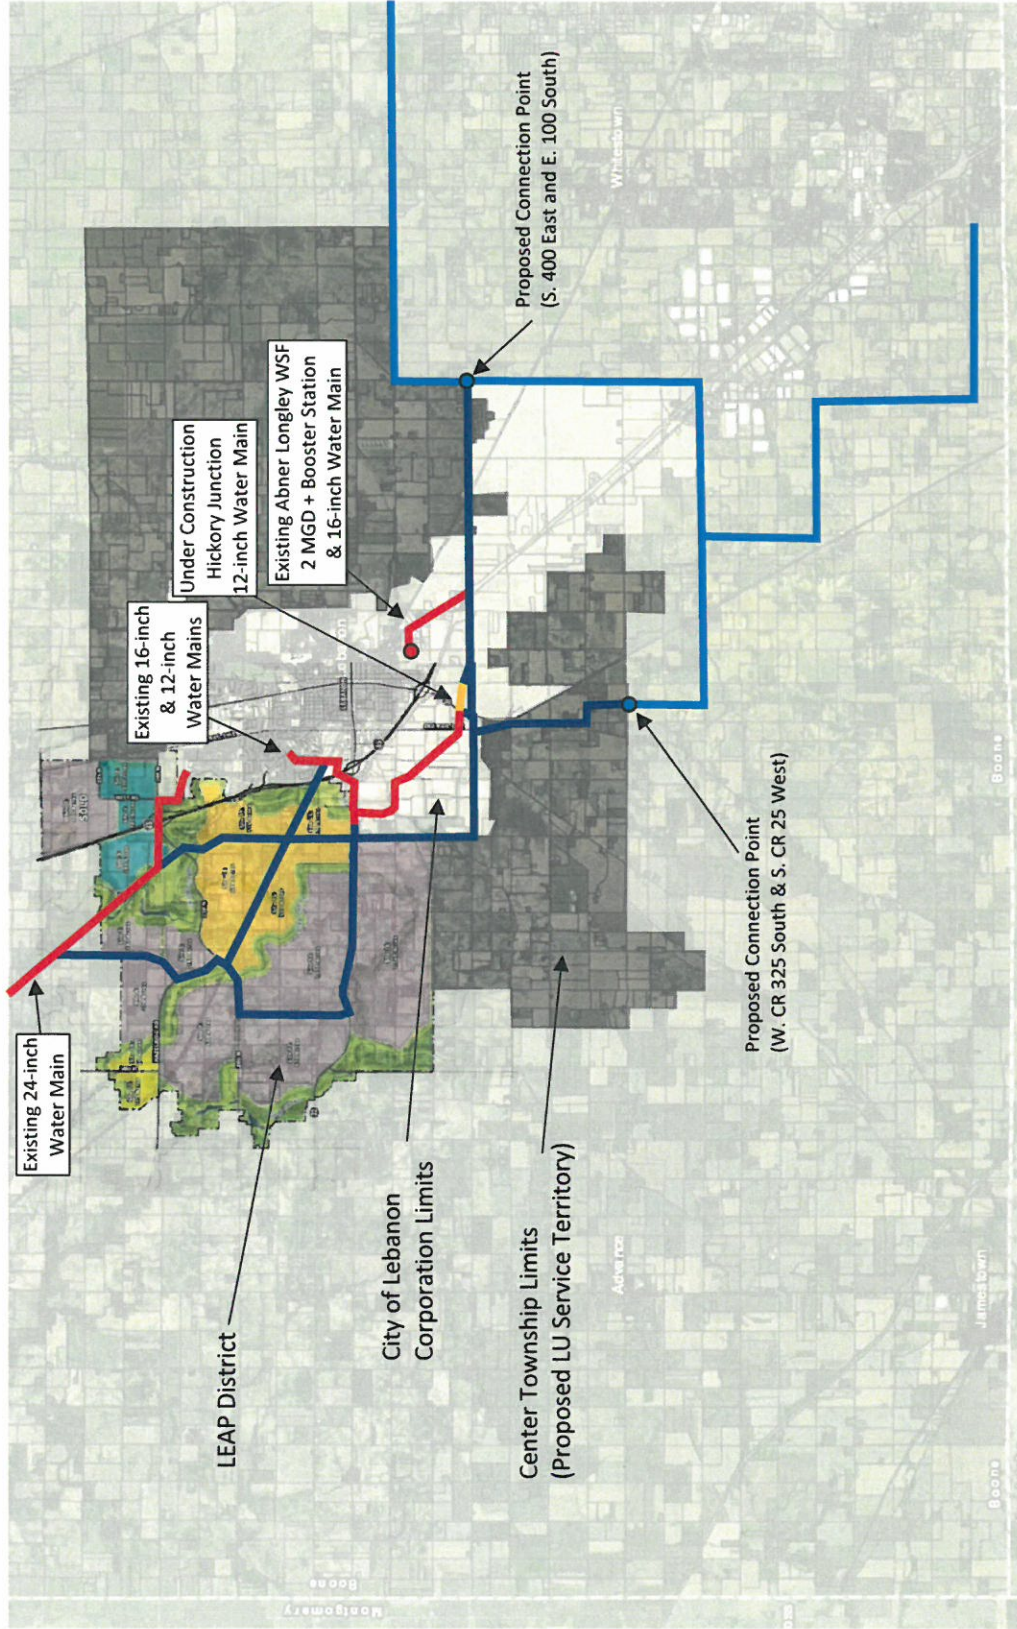 Existing 24-inch
Water Main
Existing 16-inch
& 12-inch
Water Mains
Under Construction
Hickory Junction
12-inch Water Main
Existing Abner Longley WSF
2 MGD + Booster Station
& 16-inch Water Main
Proposed Connection Point
(S. 400 East and E. 100 South)
LEAP District
City of Lebanon
Corporation Limits
Center Township Limits
(Proposed LU Service Territory)
Proposed Connection Point
(W. CR 325 South & S. CR 25 West)
Whitestown
Advance
Jamestown
Boone
Boone
Boone
Montgomery